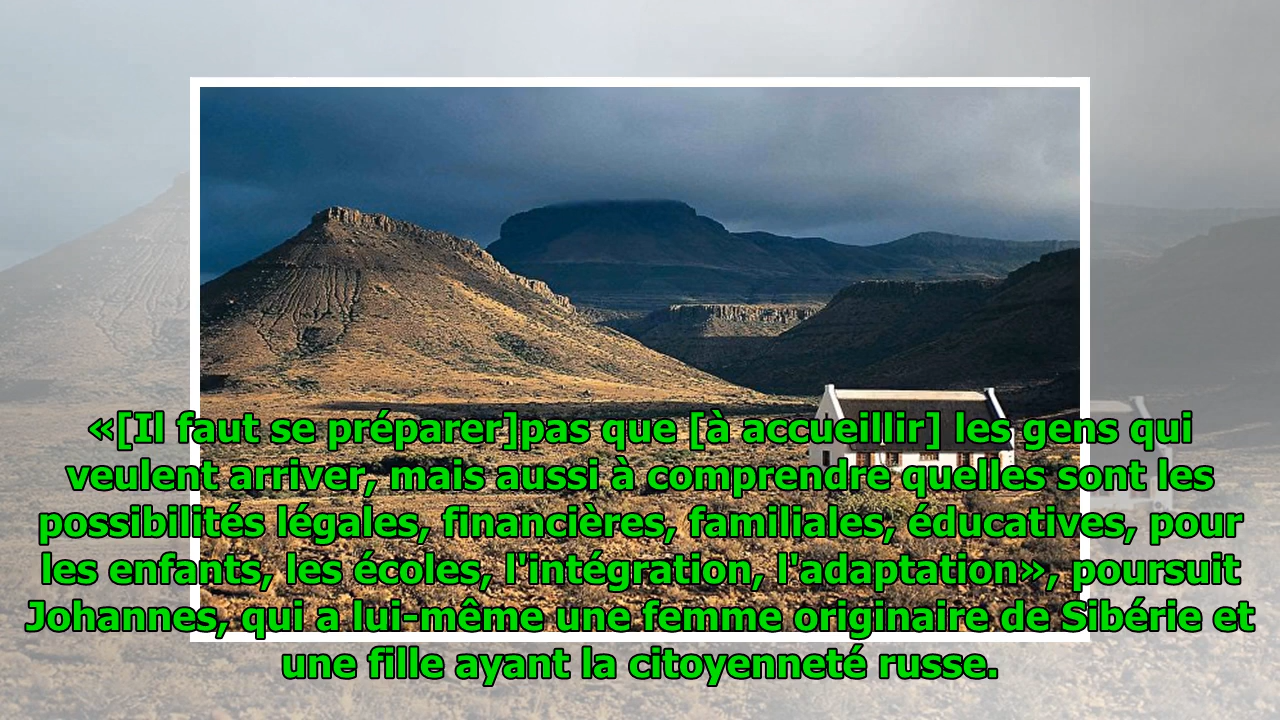 «[Il faut se préparer]pas que [à accueillir] les gens qui
veulent arriver, mais aussi à comprendre quelles sont les
possibilités légales, financières, familiales, éducatives, pour
les enfants, les écoles, l'intégration, l'adaptation», poursuit
Johannes, qui a lui-même une femme originaire de Sibérie et
une fille ayant la citoyenneté russe.